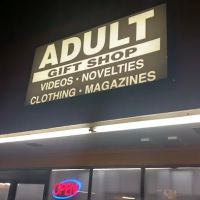 ADULT
GIFT SHOP
VIDEOS • NOVELTIES
CLOTHING • MAGAZINES
OPEN